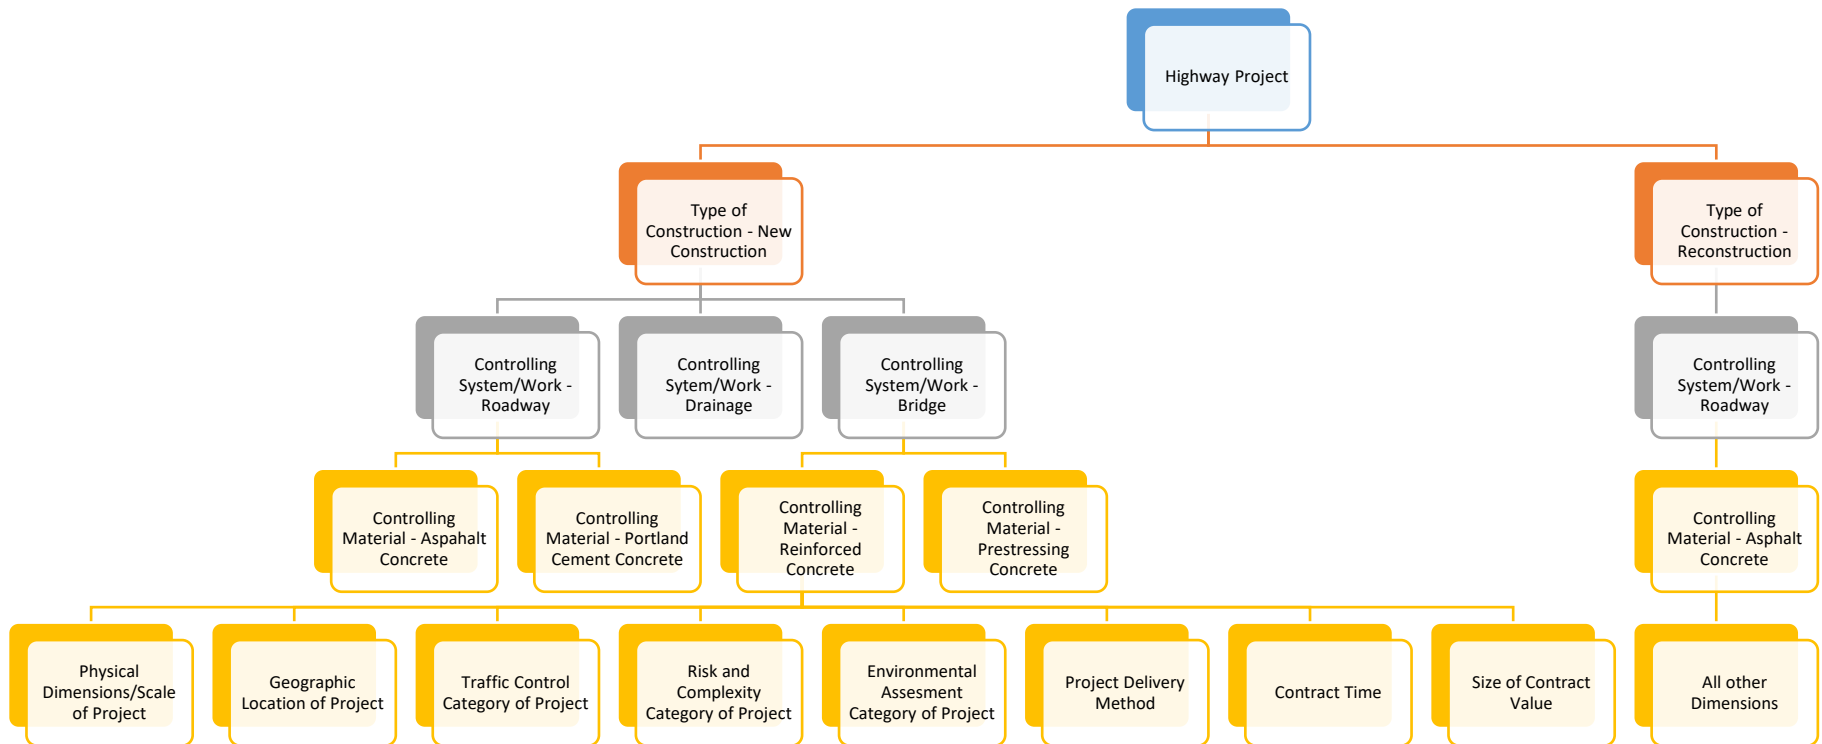 Highway Project
Type of
Construction - New
Construction
Type of
Construction -
Reconstruction
Controlling
System/Work -
Roadway
Controlling
Sytem/Work -
Drainage
Controlling
System/Work -
Bridge
Controlling
System/Work -
Roadway
Controlling
Material - Aspahalt
Concrete
Controlling
Material - Portland
Cement Concrete
Controlling
Material -
Reinforced
Concrete
Controlling
Material -
Prestressing
Concrete
Controlling
Material - Asphalt
Concrete
Physical
Dimensions/Scale
of Project
Geographic
Location of Project
Traffic Control
Category of Project
Risk and
Complexity
Category of Project
Environmental
Assesment
Category of Project
Project Delivery
Method
Contract Time
Size of Contract
Value
All other
Dimensions